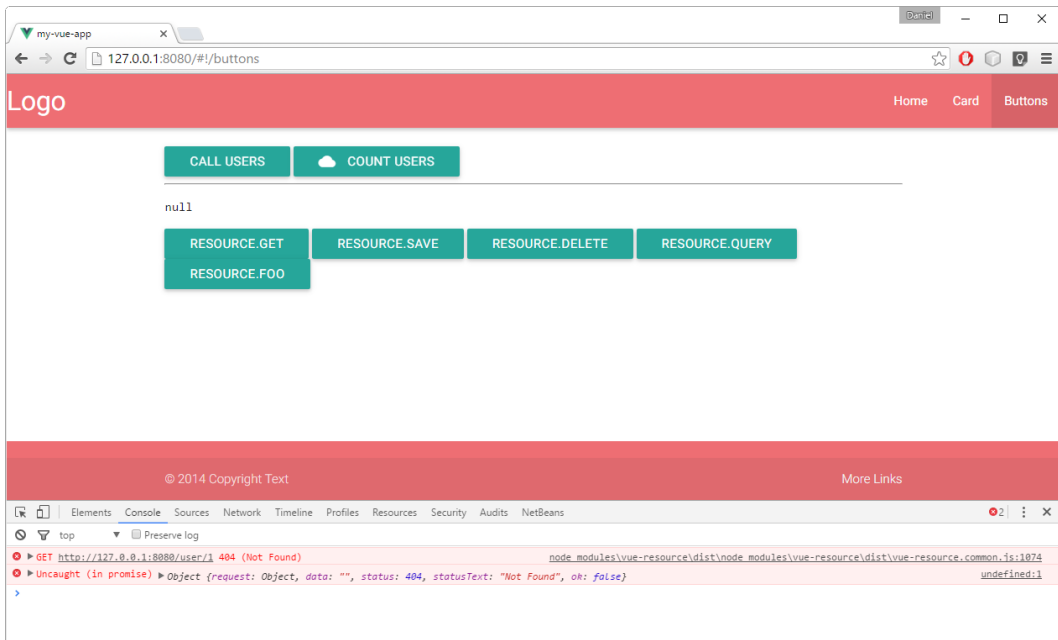 Daniel
my-vue-app
127.0.0.1:8080/#!/buttons
Logo
Home Card Buttons
CALL USERS COUNT USERS
null
RESOURCE.GET RESOURCE.SAVE RESOURCE.DELETE RESOURCE.QUERY
RESOURCE.FOO
© 2014 Copyright Text More Links
Elements Console Sources Network Timeline Profiles Resources Security Audits NetBeans 2
top Preserve log
GET http://127.0.0.1:8080/user/1 404 (Not Found) node_modules\vue-resource\dist\node_modules\vue-resource\dist\vue-resource.common.js:1074
Uncaught (in promise) Object {request: Object, data: "", status: 404, statusText: "Not Found", ok: false} undefined:1